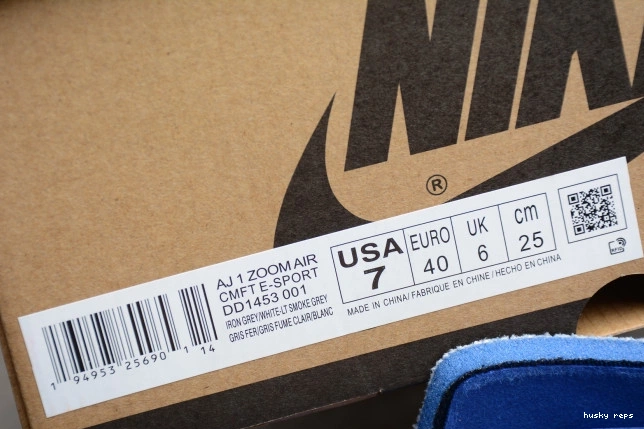 NIKE
®
AJ 1 ZOOM AIR
CMFT E-SPORT
DD1453 001
IRON GREY/WHITE-LT SMOKE GREY
GRIS FER/GRIS FUME CLAIR/BLANC
1 94953 25690 1 14
USA
7
EURO
40
UK
6
cm
25
MADE IN CHINA/ FABRIQUE EN CHINE / HECHO EN CHINA
RFID
husky reps